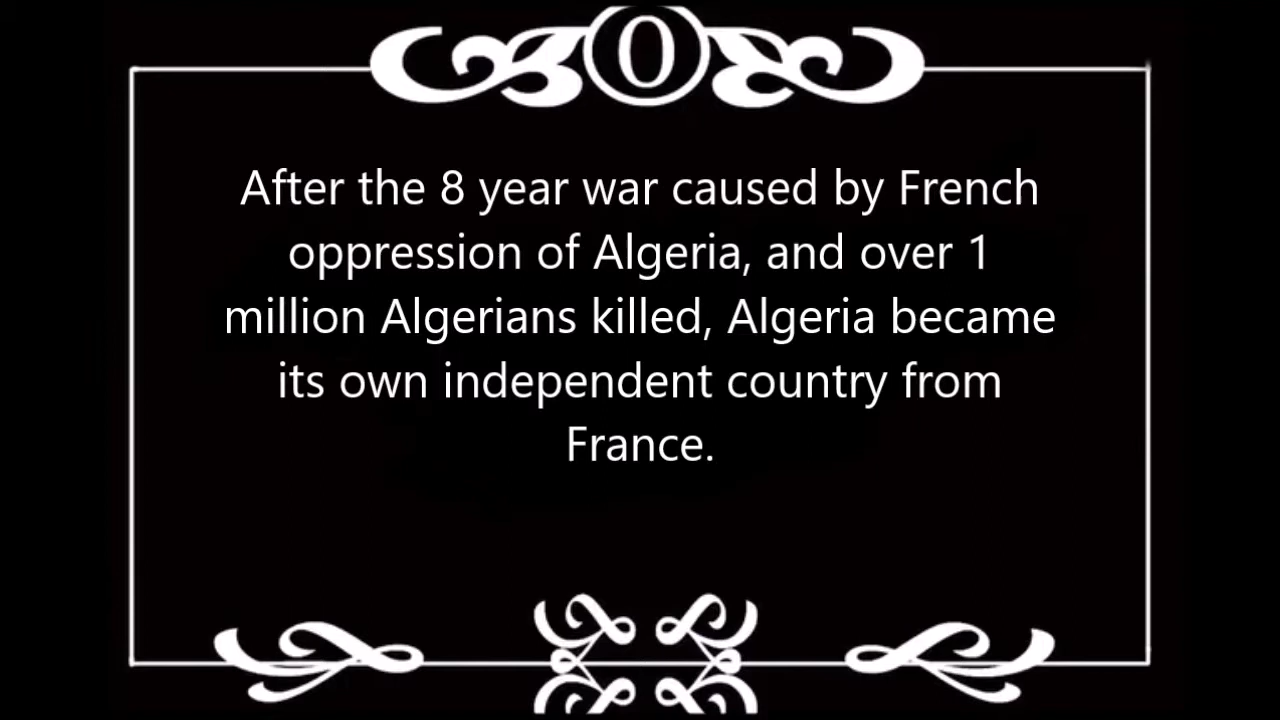 0
After the 8 year war caused by French
oppression of Algeria, and over 1
million Algerians killed, Algeria became
its own independent country from
France.